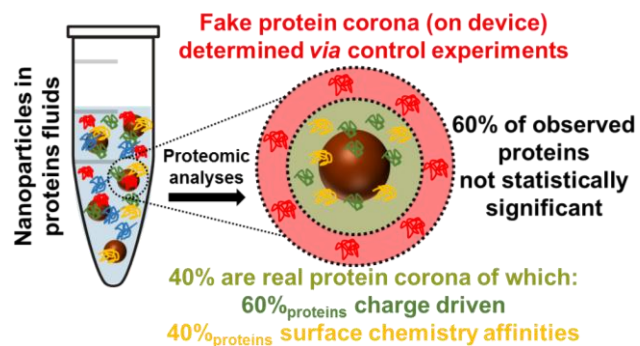 Fake protein corona (on device)
determined via control experiments
Nanoparticles in
proteins fluids
Proteomic
analyses
60% of observed
proteins
not statistically
significant
40% are real protein corona of which:
60%proteins charge driven
40%proteins surface chemistry affinities